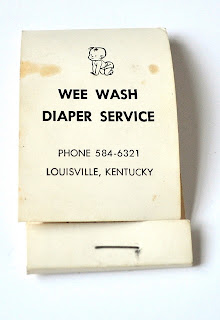 WEE WASH
DIAPER SERVICE
PHONE 584-6321
LOUISVILLE, KENTUCKY